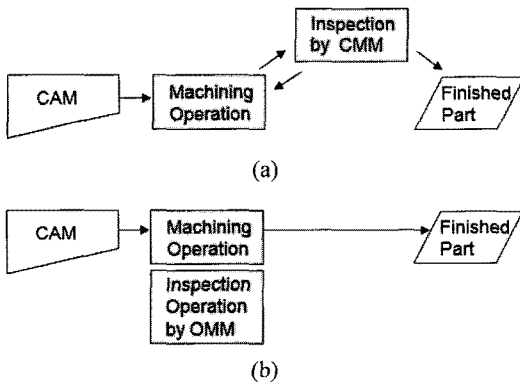 Inspection
by CMM
CAM
Machining
Operation
Finished
Part
(a)
CAM
Machining
Operation
Finished
Part
Inspection
Operation
by OMM
(b)